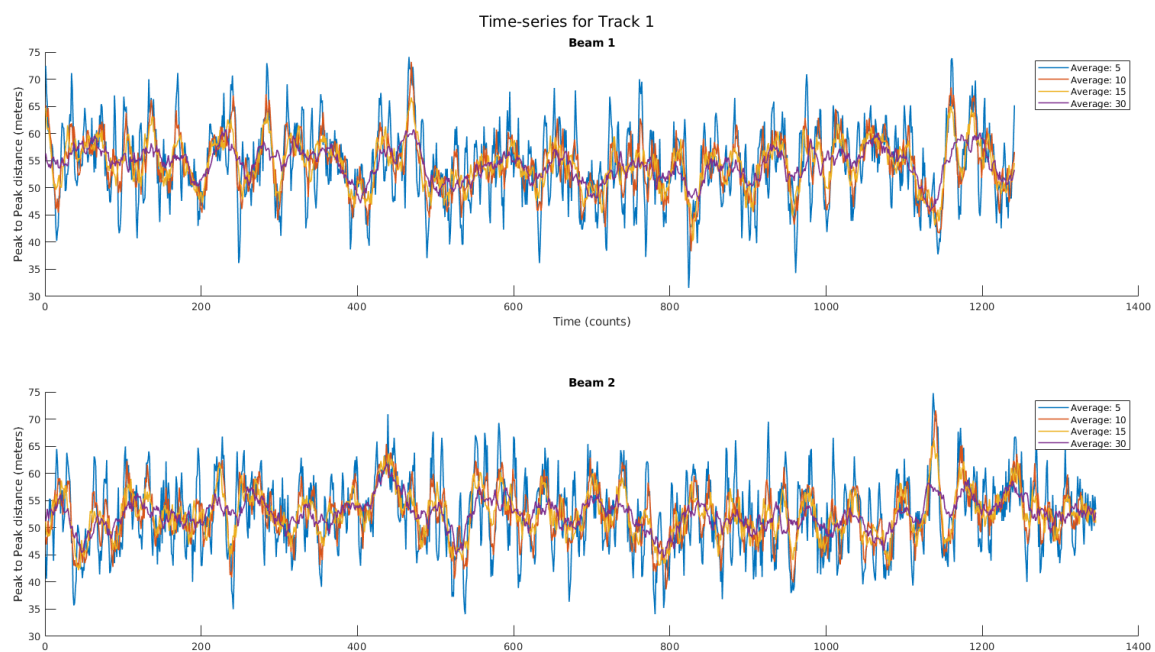 Time-series for Track 1
Beam 1
Peak to Peak distance (meters)
75
70
65
60
55
50
45
40
35
30
0
200
400
600
800
1000
1200
1400
Time (counts)
Average: 5
Average: 10
Average: 15
Average: 30
Beam 2
Peak to Peak distance (meters)
75
70
65
60
55
50
45
40
35
30
0
200
400
600
800
1000
1200
1400
Average: 5
Average: 10
Average: 15
Average: 30